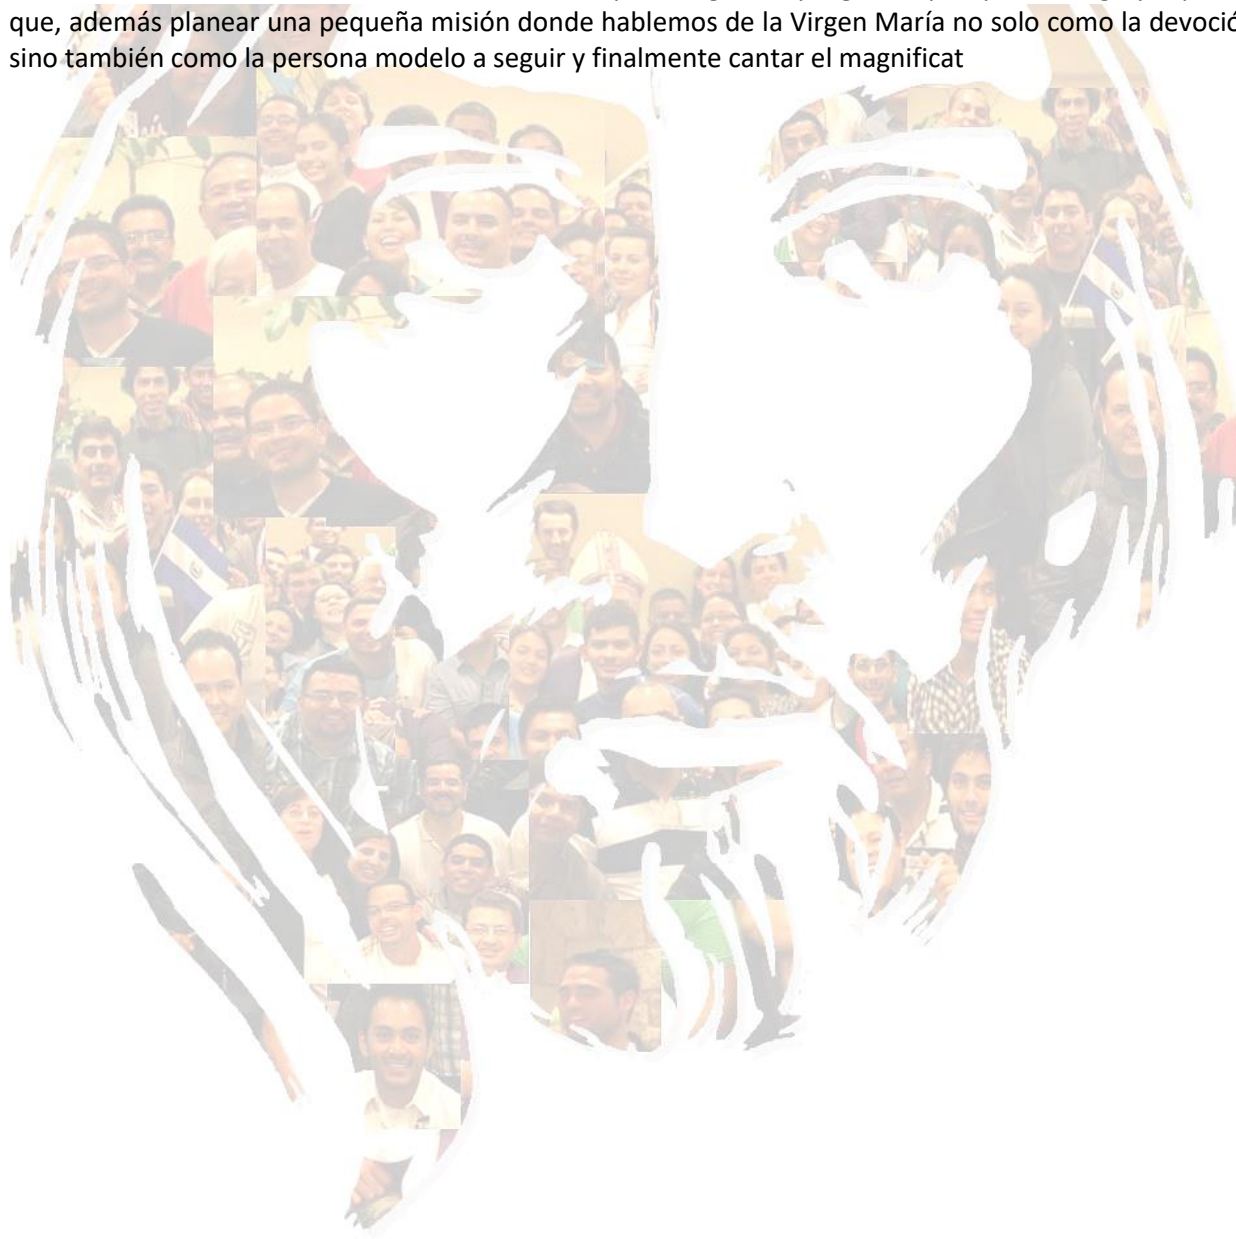 que, además planear una pequeña misión donde hablemos de la Virgen María no solo como la devoció
sino también como la persona modelo a seguir y finalmente cantar el magnificat